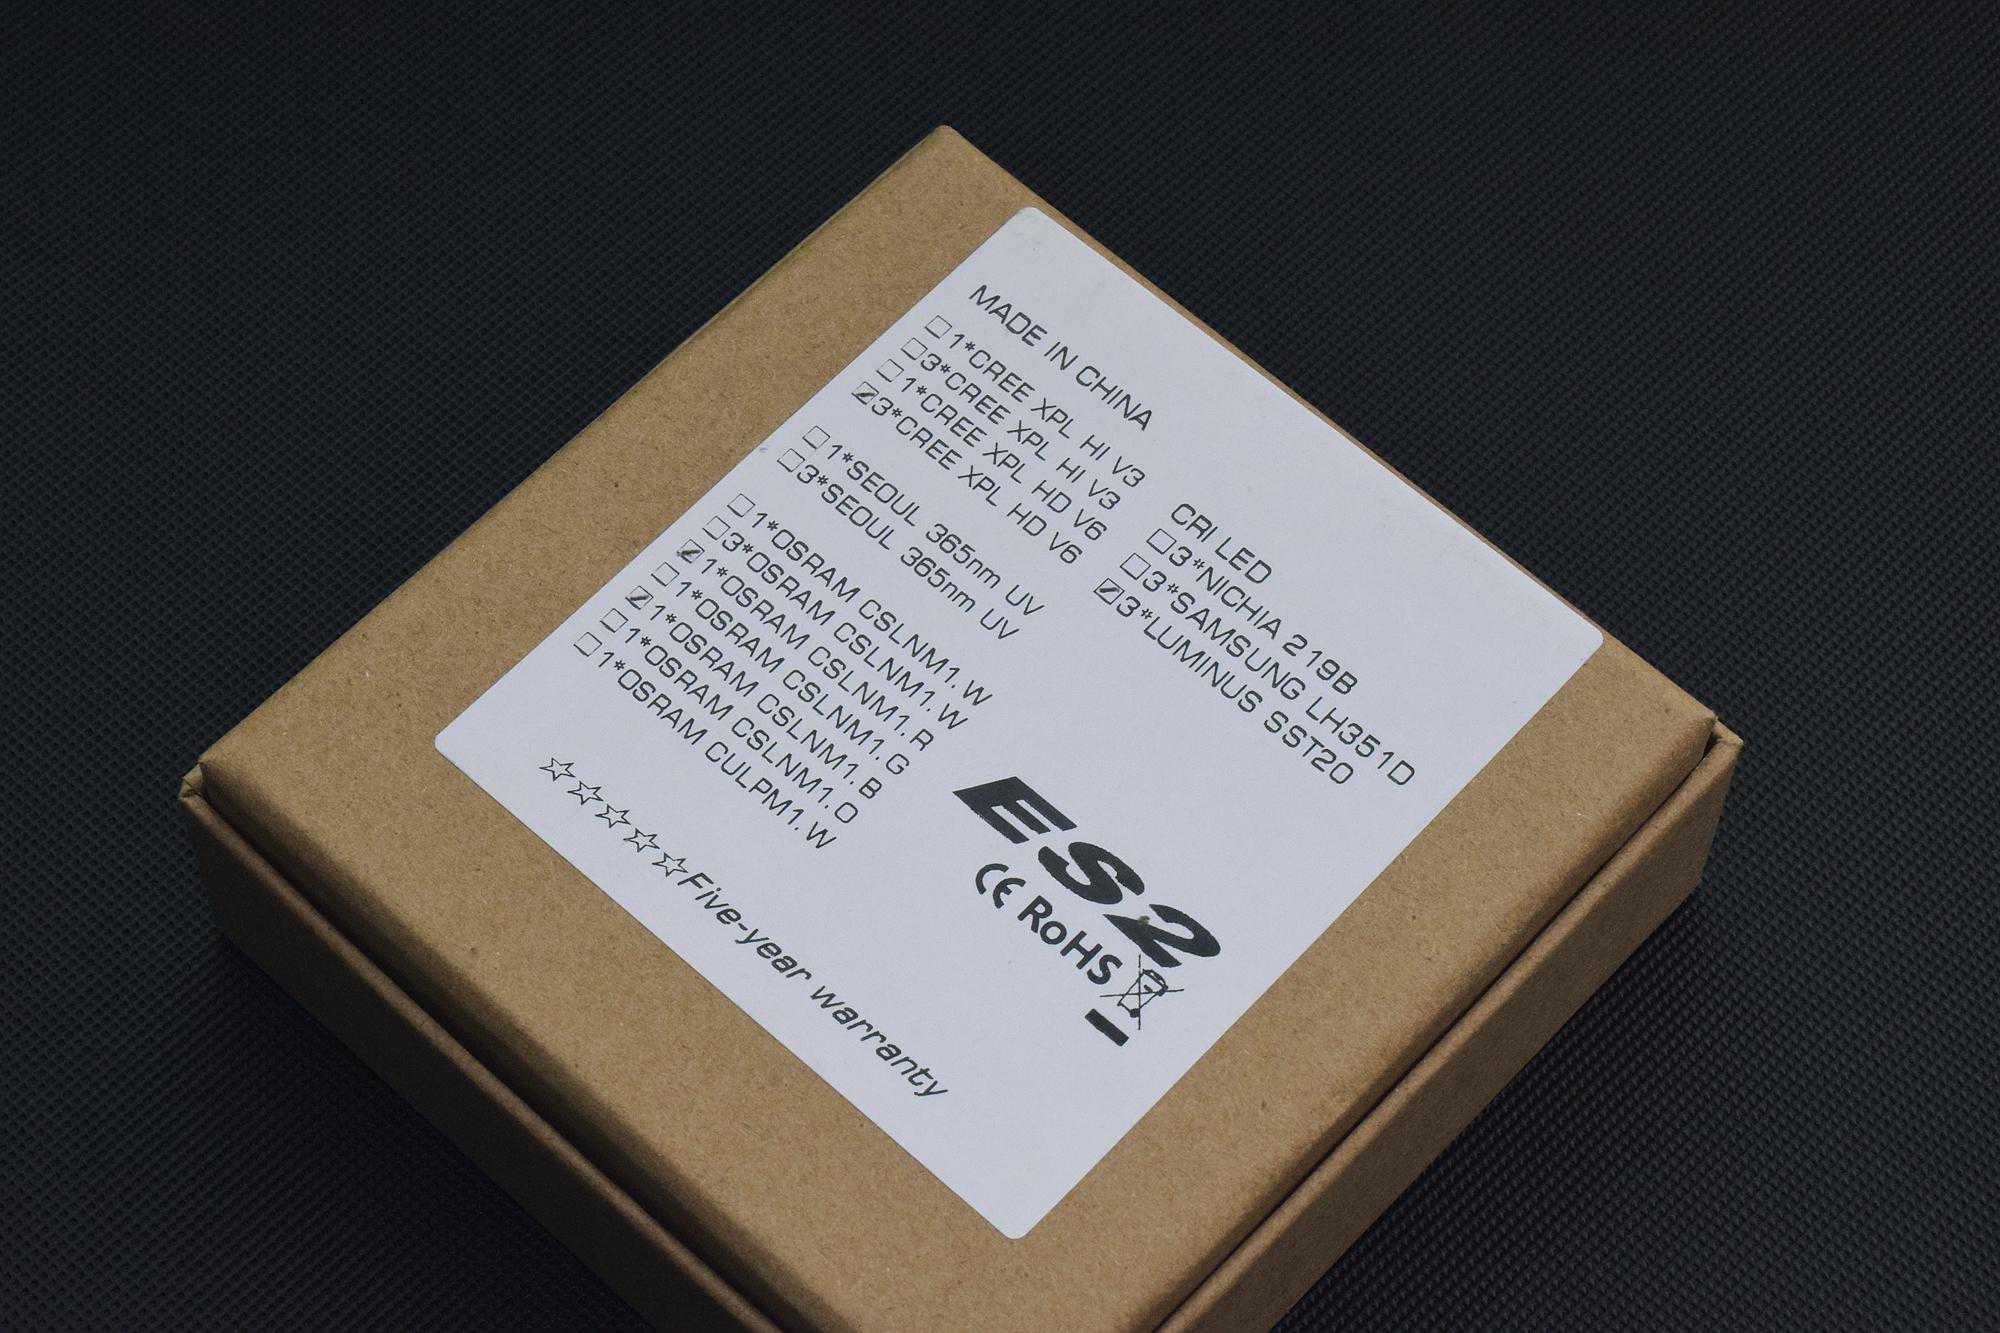 MADE IN CHINA
☐1*CREE XPL HI V3
☐3*CREE XPL HI V3
☐1*CREE XPL HD V6
☑3*CREE XPL HD V6
☐1*SEOUL 365nm UV
☐3*SEOUL 365nm UV
☐1*OSRAM CSLNM1.W
☐3*OSRAM CSLNM1.W
☑1*OSRAM CSLNM1.R
☐1*OSRAM CSLNM1.G
☑1*OSRAM CSLNM1.B
☐1*OSRAM CSLNM1.O
☐1*OSRAM CULPM1.W
CRI LED
☐3*NICHIA 219B
☐3*SAMSUNG LH351D
☑3*LUMINUS SST20
ES2
CE RoHS
☆☆☆☆☆Five-year warranty